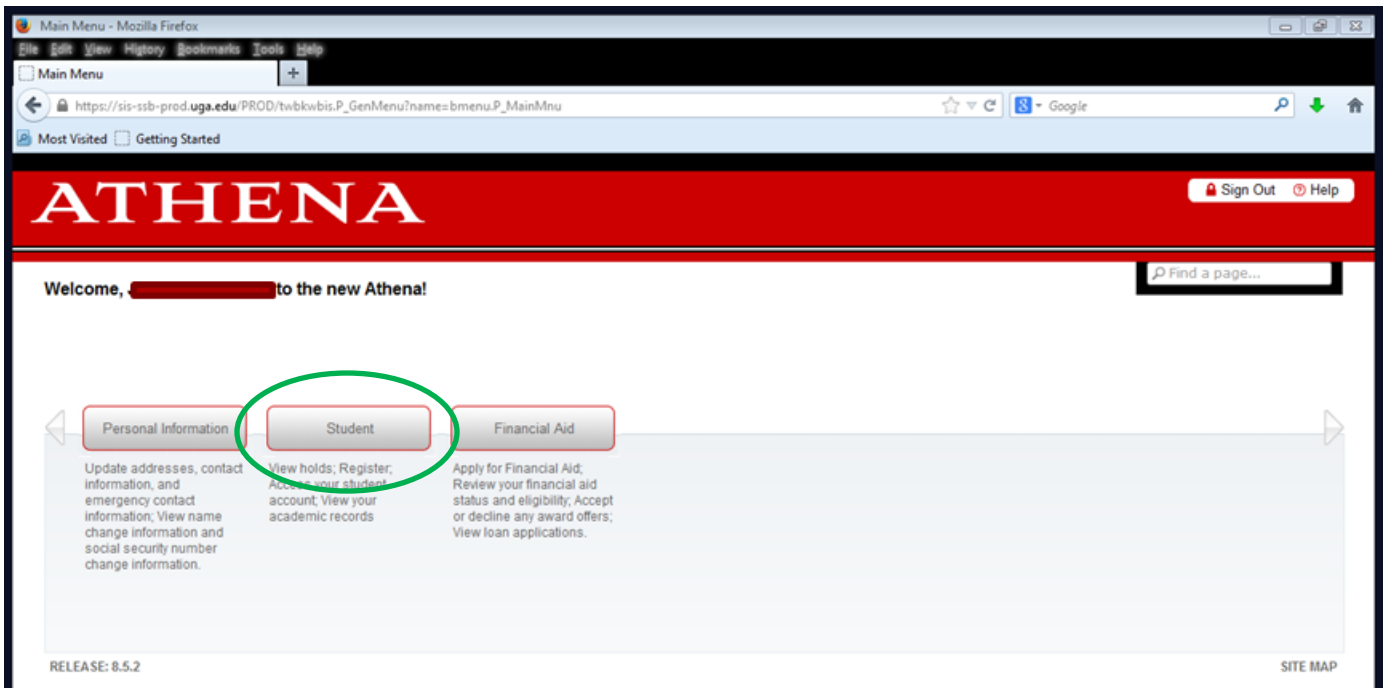 Main Menu - Mozilla Firefox
File Edit View History Bookmarks Tools Help
Main Menu +
https://sis-ssb-prod.uga.edu/PROD/twbkwbis.P_GenMenu?name=bmenu.P_MainMnu
Google
Most Visited Getting Started
ATHENA
Sign Out Help
Find a page...
Welcome, to the new Athena!
Personal Information
Update addresses, contact
information, and
emergency contact
information; View name
change information and
social security number
change information.
Student
View holds; Register;
Access your student
account; View your
academic records
Financial Aid
Apply for Financial Aid;
Review your financial aid
status and eligibility; Accept
or decline any award offers;
View loan applications.
RELEASE: 8.5.2
SITE MAP